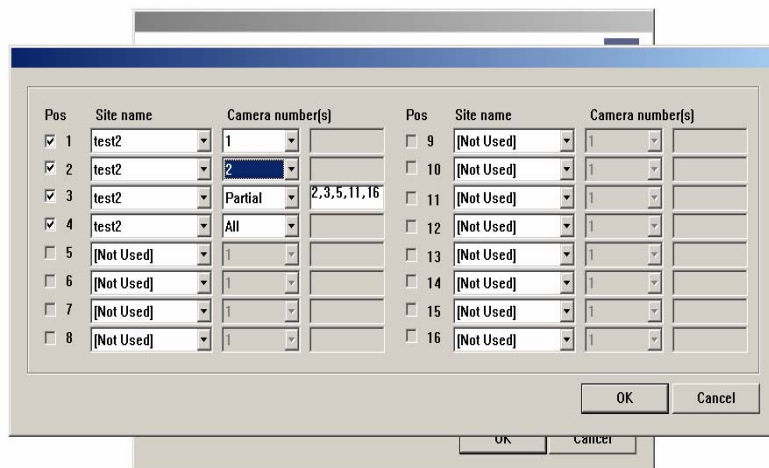 Pos Site name Camera number(s) Pos Site name Camera number(s)
1 test2 1 9 [Not Used] 1
2 test2 2 10 [Not Used] 1
3 test2 Partial 2,3,5,11,16 11 [Not Used] 1
4 test2 All 12 [Not Used] 1
5 [Not Used] 1 13 [Not Used] 1
6 [Not Used] 1 14 [Not Used] 1
7 [Not Used] 1 15 [Not Used] 1
8 [Not Used] 1 16 [Not Used] 1
OK Cancel
OK Cancel